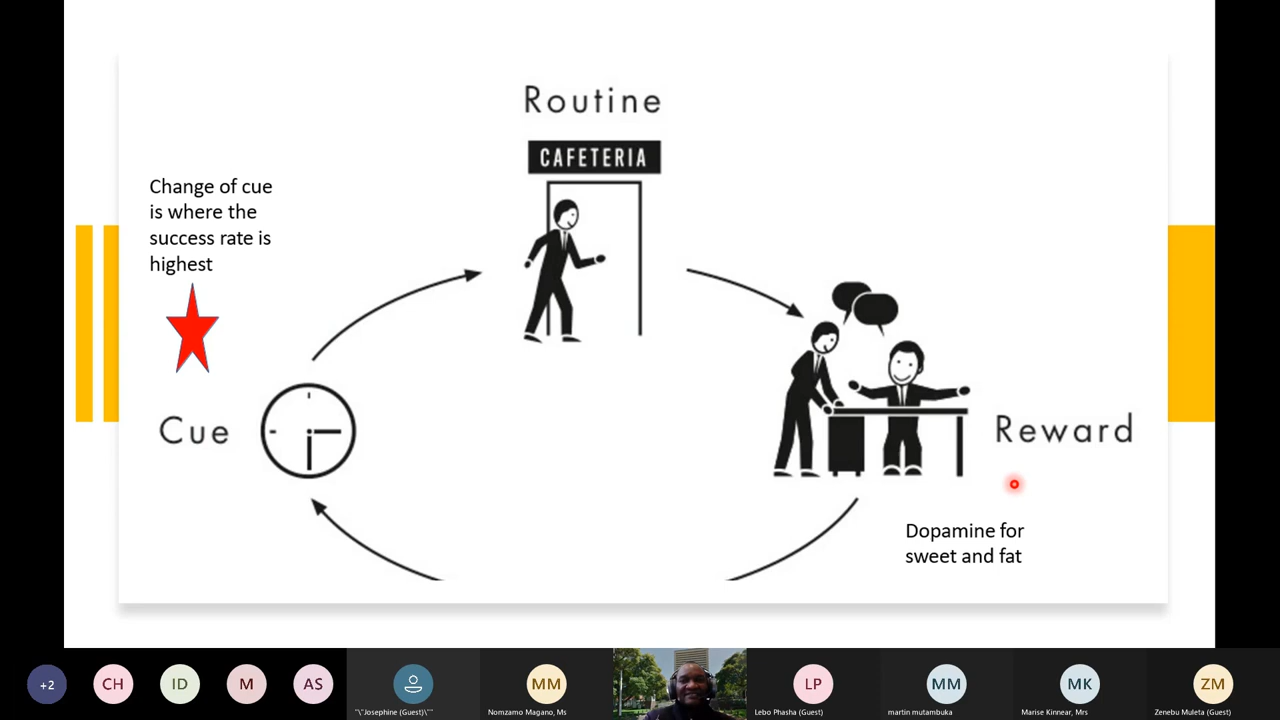 Routine
CAFETERIA
Change of cue
is where the
success rate is
highest
Cue
Reward
Dopamine for
sweet and fat
+2
CH
ID
M
AS
"\"Josephine (Guest)\""
MM
Nomzamo Magano, Ms
LP
Lebo Phasha (Guest)
MM
martin mutambuka
MK
Marise Kinnear, Mrs
ZM
Zenebu Muleta (Guest)